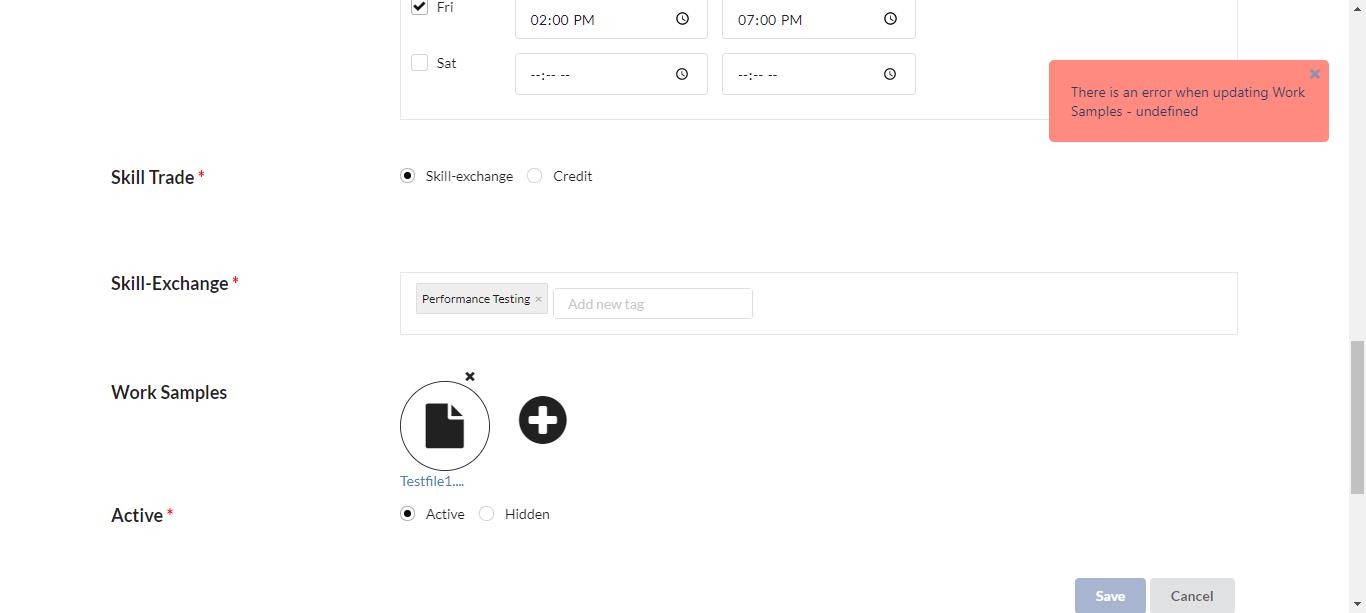 Fri
02:00 PM
07:00 PM
Sat
--:-- --
--:-- --
There is an error when updating Work
Samples - undefined
Skill Trade *
Skill-exchange
Credit
Skill-Exchange *
Performance Testing ×
Add new tag
Work Samples
Testfile1....
Active *
Active
Hidden
Save
Cancel